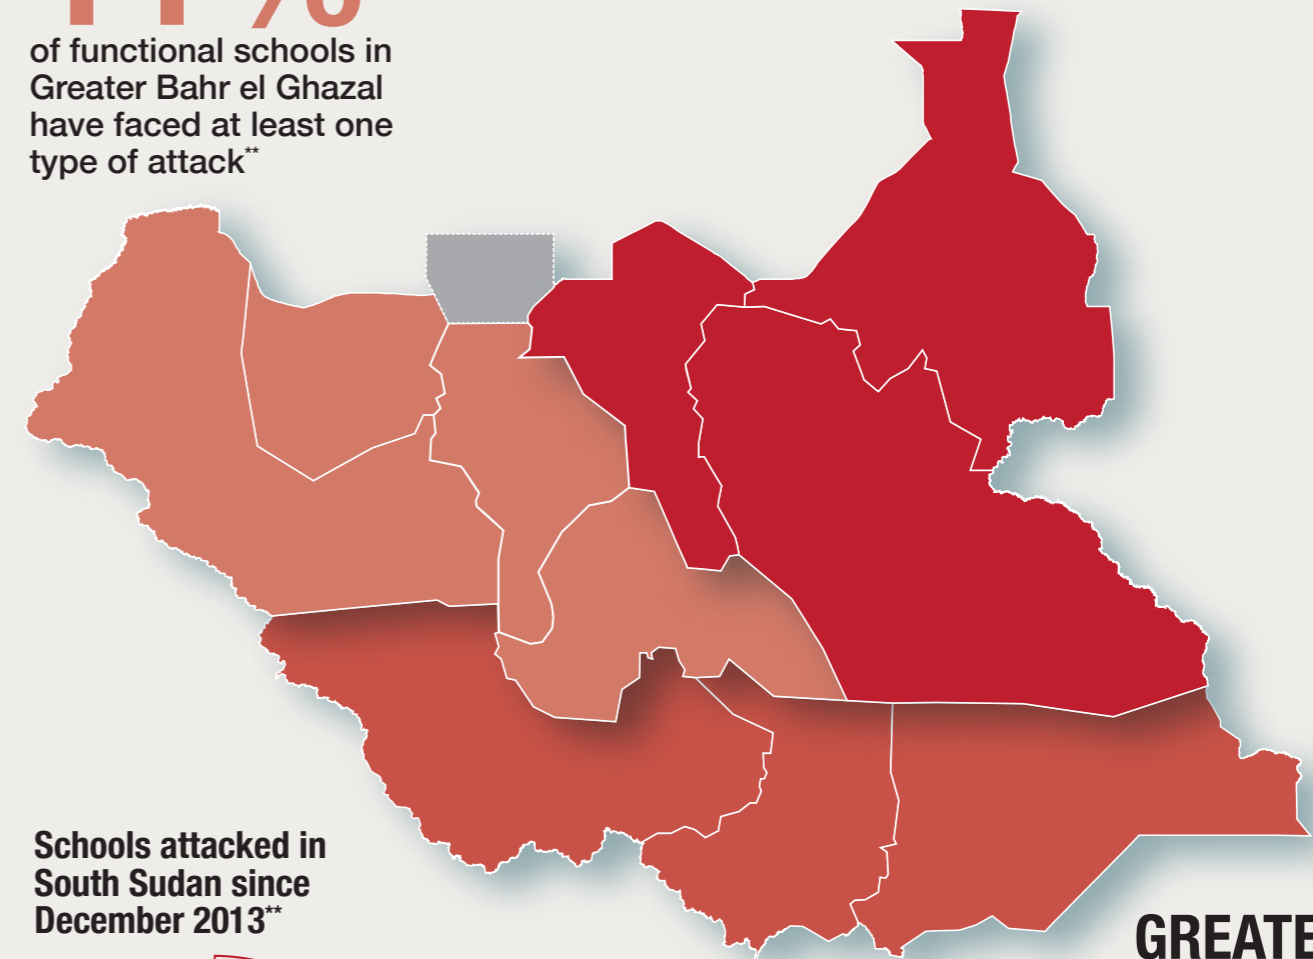 of functional schools in
Greater Bahr el Ghazal
have faced at least one
type of attack**
Schools attacked in
South Sudan since
December 2013**